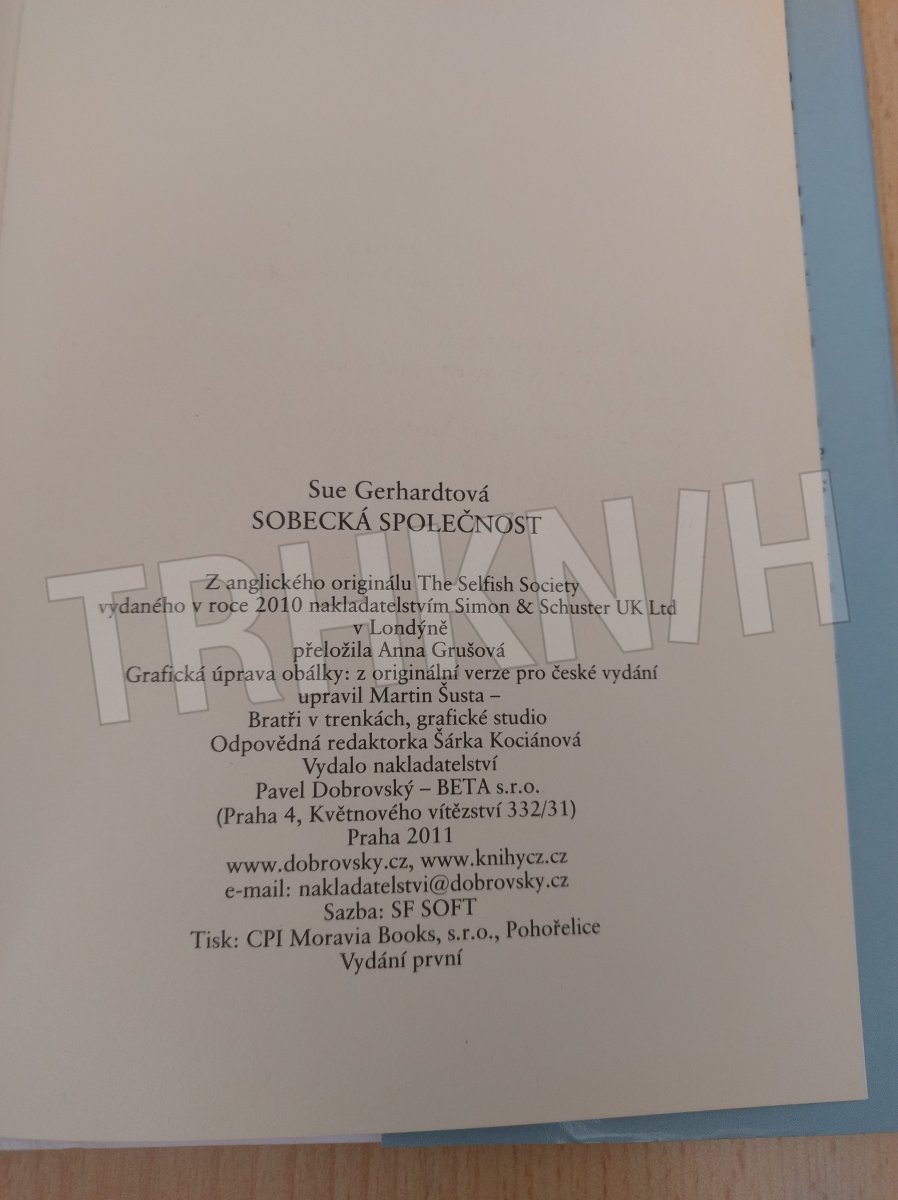 Sue Gerhardtová
SOBECKÁ SPOLEČNOST
Z anglického originálu The Selfish Society
vydaného v roce 2010 nakladatelstvím Simon & Schuster UK Ltd
v Londýně
přeložila Anna Grušová
Grafická úprava obálky: z originální verze pro české vydání
upravil Martin Šusta –
Bratři v trenkách, grafické studio
Odpovědná redaktorka Šárka Kociánová
Vydalo nakladatelství
Pavel Dobrovský – BETA s.r.o.
(Praha 4, Květnového vítězství 332/31)
Praha 2011
www.dobrovsky.cz, www.knihycz.cz
e-mail: nakladatelstvi@dobrovsky.cz
Sazba: SF SOFT
Tisk: CPI Moravia Books, s.r.o., Pohořelice
Vydání první
TRHKNIH